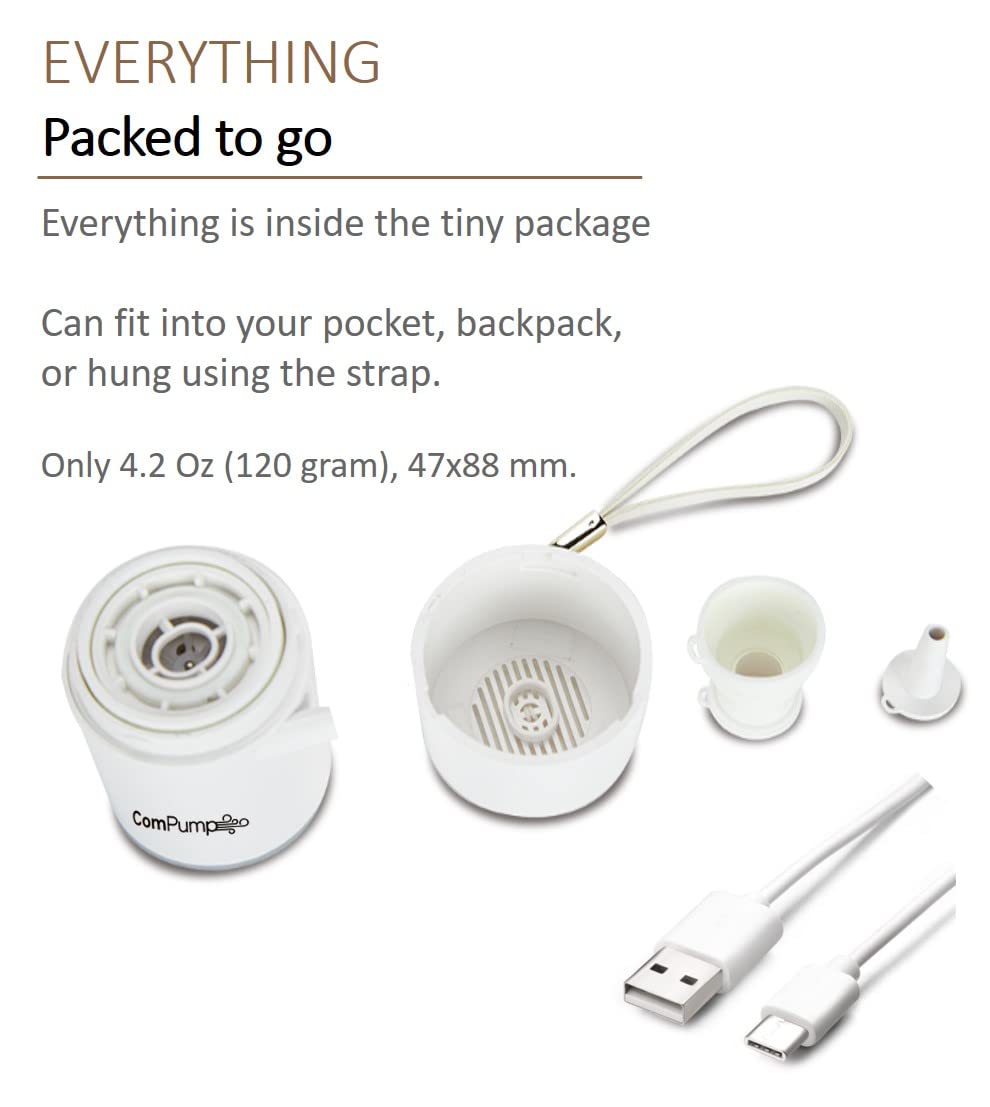 EVERYTHING
Packed to go
Everything is inside the tiny package
Can fit into your pocket, backpack,
or hung using the strap.
Only 4.2 Oz (120 gram), 47x88 mm.
ComPump